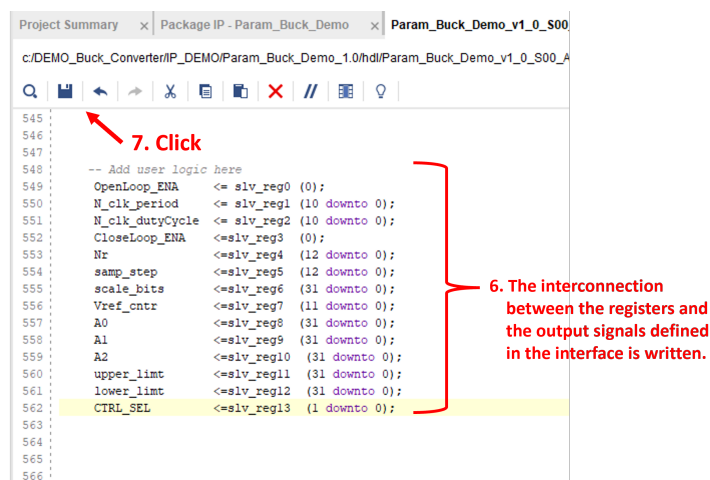 Project Summary × Package IP - Param_Buck_Demo × Param_Buck_Demo_v1_0_S00_
c:/DEMO_Buck_Converter/IP_DEMO/Param_Buck_Demo_1.0/hdl/Param_Buck_Demo_v1_0_S00_A
7. Click
545
546
547
548 -- Add user logic here
549 OpenLoop_ENA <= slv_reg0 (0);
550 N_clk_period <= slv_reg1 (10 downto 0);
551 N_clk_dutyCycle <= slv_reg2 (10 downto 0);
552 CloseLoop_ENA <=slv_reg3 (0);
553 Nr <=slv_reg4 (12 downto 0);
554 samp_step <=slv_reg5 (12 downto 0);
555 scale_bits <=slv_reg6 (31 downto 0);
556 Vref_cntr <=slv_reg7 (11 downto 0);
557 A0 <=slv_reg8 (31 downto 0);
558 A1 <=slv_reg9 (31 downto 0);
559 A2 <=slv_reg10 (31 downto 0);
560 upper_limt <=slv_reg11 (31 downto 0);
561 lower_limt <=slv_reg12 (31 downto 0);
562 CTRL_SEL <=slv_reg13 (1 downto 0);
563
564
565
566
6. The interconnection
between the registers and
the output signals defined
in the interface is written.